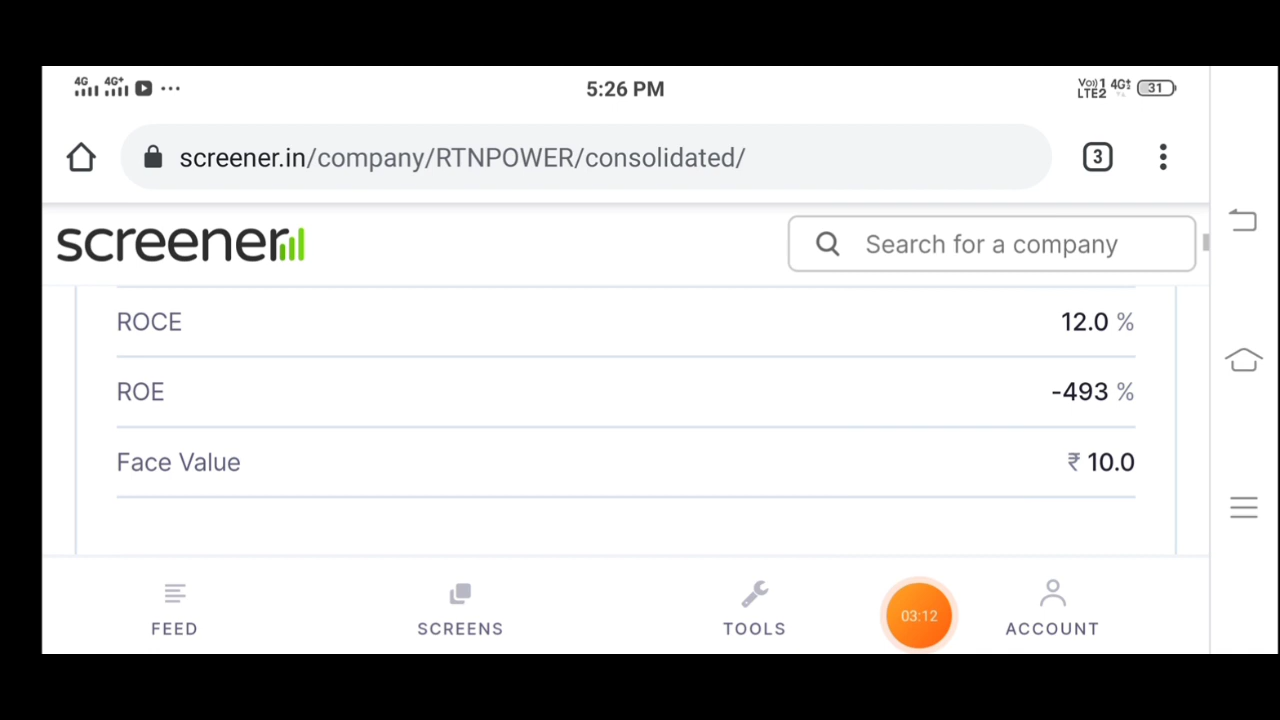 4G 4G+ ... 5:26 PM Vo)) 1 LTE2 4G 31
screener.in/company/RTNPOWER/consolidated/ 3
screener Search for a company
ROCE 12.0 %
ROE -493 %
Face Value ₹ 10.0
FEED SCREENS TOOLS 03:12 ACCOUNT